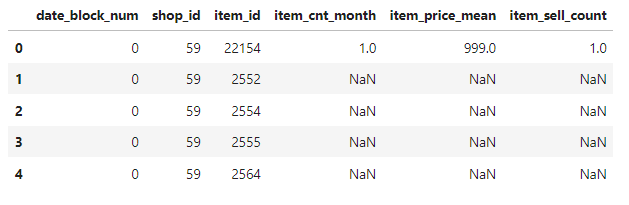 date_block_num shop_id item_id item_cnt_month item_price_mean item_sell_count
0 0 59 22154 1.0 999.0 1.0
1 0 59 2552 NaN NaN NaN
2 0 59 2554 NaN NaN NaN
3 0 59 2555 NaN NaN NaN
4 0 59 2564 NaN NaN NaN